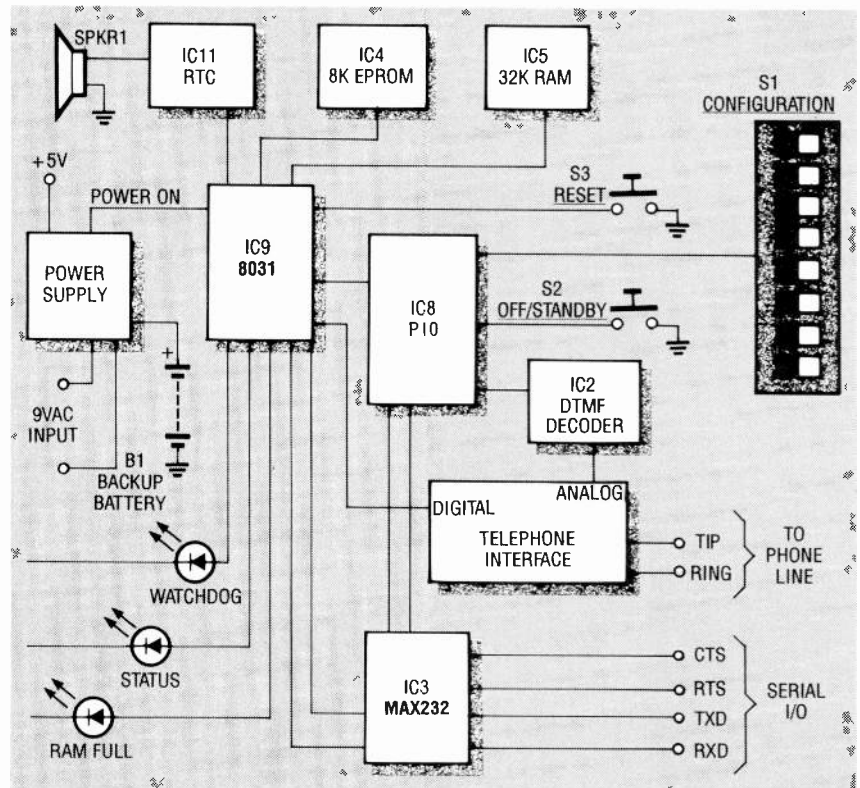 SPKR1
IC11
RTC
IC4
8K EPROM
IC5
32K RAM
S1
CONFIGURATION
+5V
POWER ON
S3
RESET
POWER
SUPPLY
IC9
8031
IC8
PIO
S2
OFF/STANDBY
+
9VAC
INPUT
B1
BACKUP
BATTERY
IC2
DTMF
DECODER
DIGITAL
ANALOG
TELEPHONE
INTERFACE
TIP
RING
TO
PHONE
LINE
WATCHDOG
STATUS
RAM FULL
IC3
MAX232
CTS
RTS
TXD
RXD
SERIAL
I/O